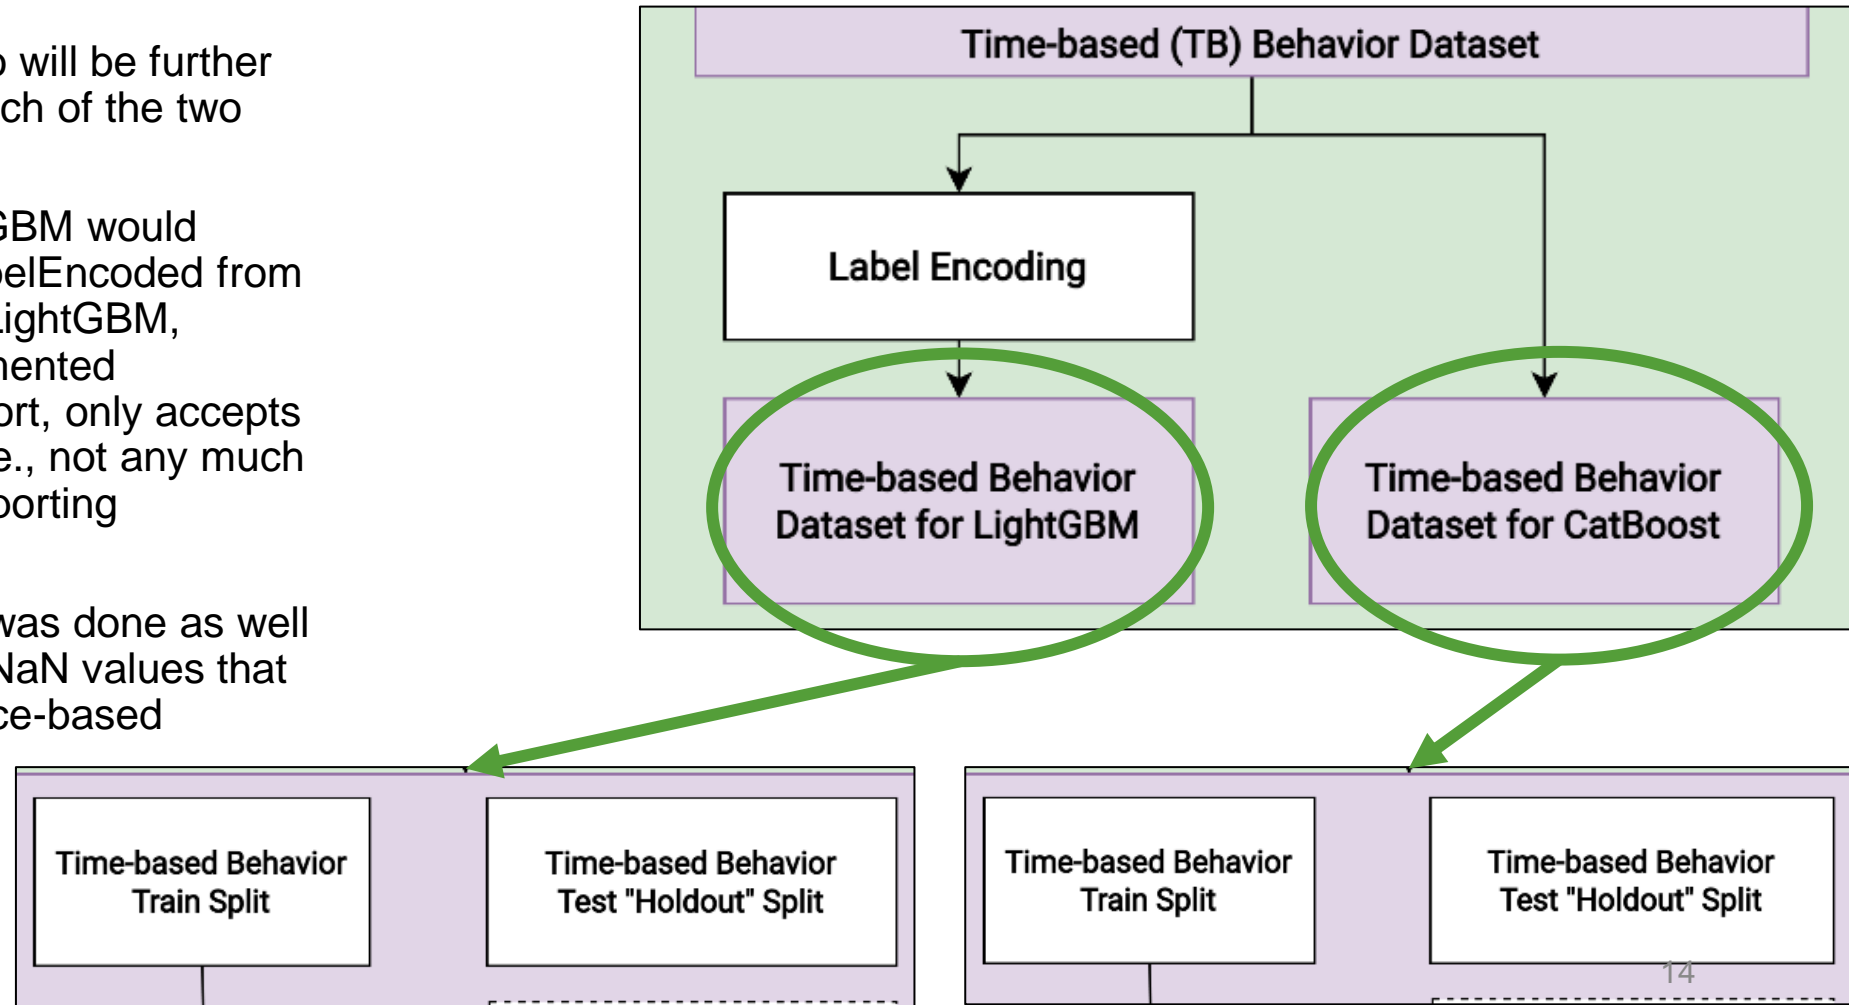 will be further
ch of the two
GBM would
elEncoded from
LightGBM,
nented
ort, only accepts
e., not any much
porting
was done as well
NaN values that
ce-based
Time-based (TB) Behavior Dataset
Label Encoding
Time-based Behavior
Dataset for LightGBM
Time-based Behavior
Dataset for CatBoost
Time-based Behavior
Train Split
Time-based Behavior
Test "Holdout" Split
Time-based Behavior
Train Split
Time-based Behavior
Test "Holdout" Split
14